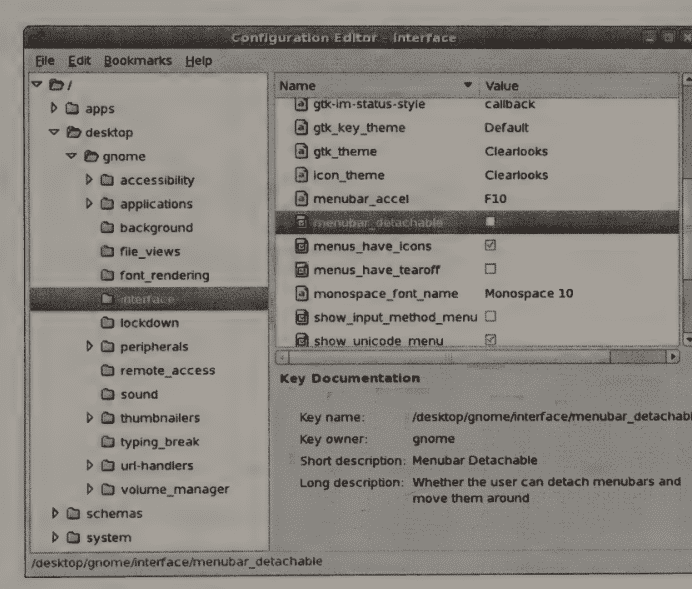 Configuration Editor - interface
File Edit Bookmarks Help
/
apps
desktop
gnome
accessibility
applications
background
file_views
font_rendering
interface
lockdown
peripherals
remote_access
sound
thumbnailers
typing_break
url-handlers
volume_manager
schemas
system
Name Value
gtk-im-status-style callback
gtk_key_theme Default
gtk_theme Clearlooks
icon_theme Clearlooks
menubar_accel F10
menubar_detachable
menus_have_icons
menus_have_tearoff
monospace_font_name Monospace 10
show_input_method_menu
show_unicode_menu
Key Documentation
Key name: /desktop/gnome/interface/menubar_detachabl
Key owner: gnome
Short description: Menubar Detachable
Long description: Whether the user can detach menubars and
move them around
/desktop/gnome/interface/menubar_detachable